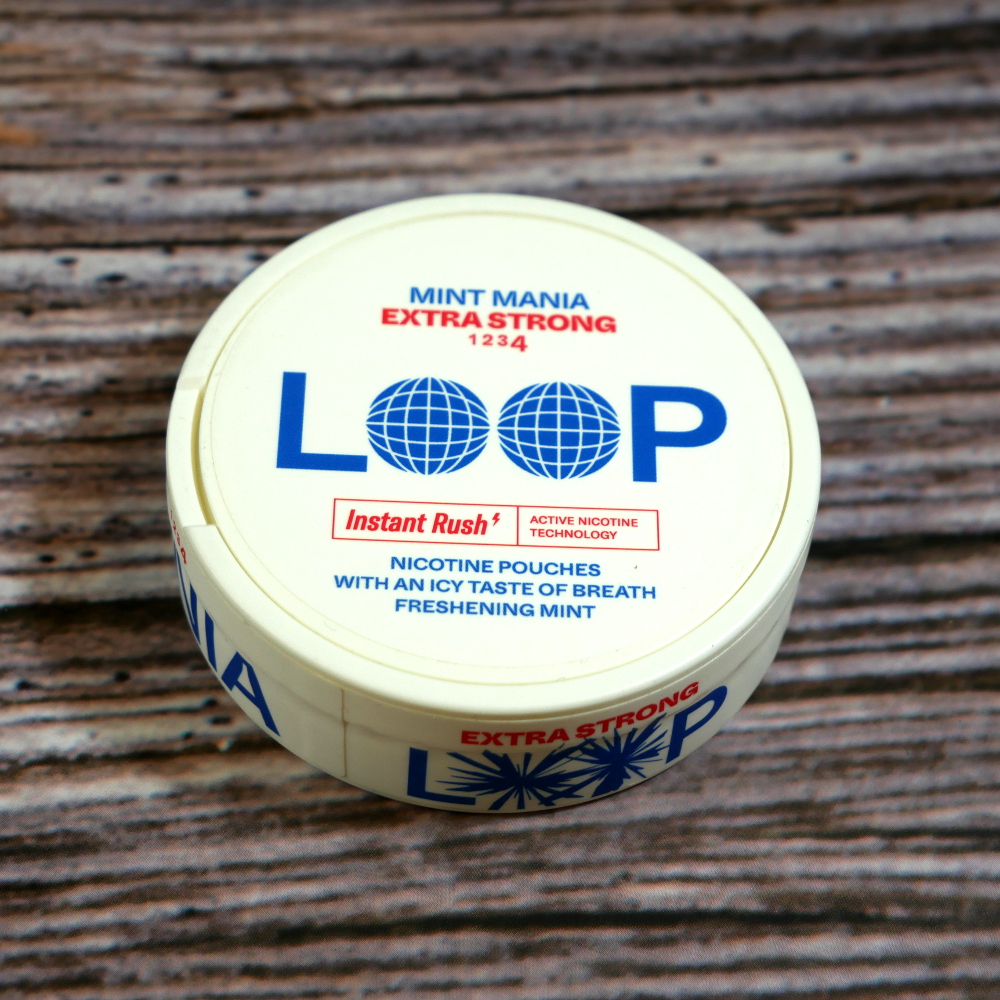 MINT MANIA
EXTRA STRONG
1234
LOOP
Instant Rush
ACTIVE NICOTINE
TECHNOLOGY
NICOTINE POUCHES
WITH AN ICY TASTE OF BREATH
FRESHENING MINT
EXTRA STRONG
LOOP